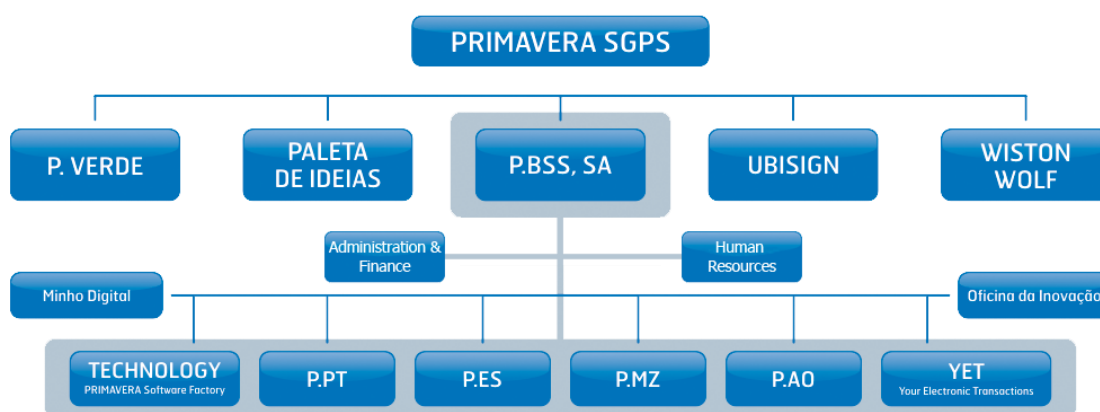 PRIMAVERA SGPS
P. VERDE
PALETA
DE IDEIAS
P.BSS, SA
UBISIGN
WISTON
WOLF
Administration &
Finance
Human
Resources
Minho Digital
Oficina da Inovação
TECHNOLOGY
PRIMAVERA Software Factory
P.PT
P.ES
P.MZ
P.AO
YET
Your Electronic Transactions